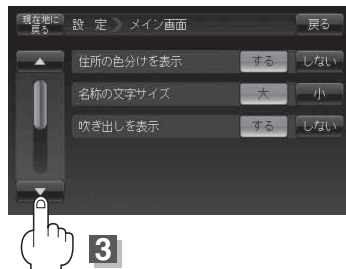 現在地に
戻る
設 定 メイン画面
戻る
住所の色分けを表示 する しない
名称の文字サイズ 大 小
吹き出しを表示 する しない
3